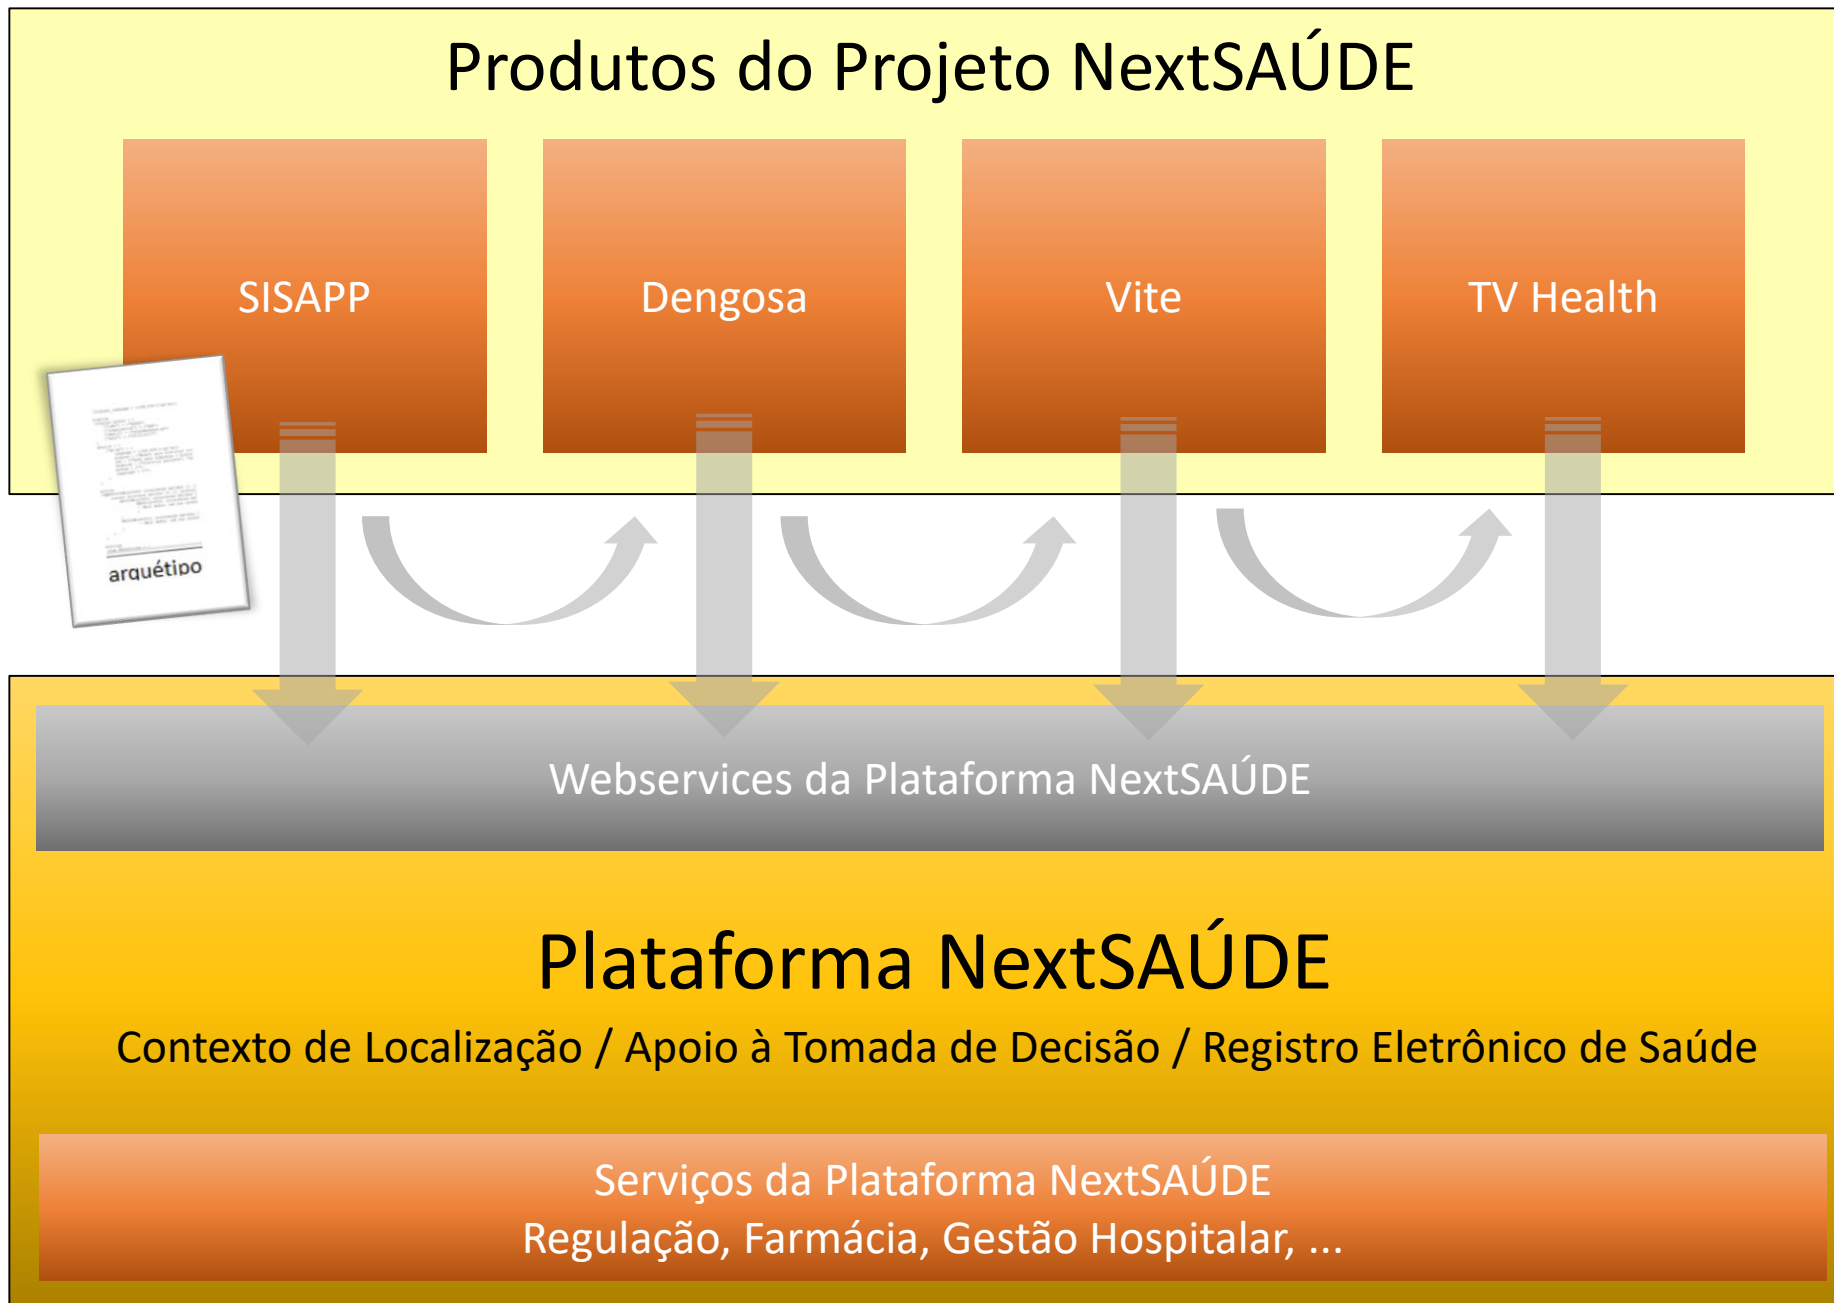 Produtos do Projeto NextSAÚDE
SISAPP
Dengosa
Vite
TV Health
arquétipo
Webservices da Plataforma NextSAÚDE
Plataforma NextSAÚDE
Contexto de Localização / Apoio à Tomada de Decisão / Registro Eletrônico de Saúde
Serviços da Plataforma NextSAÚDE
Regulação, Farmácia, Gestão Hospitalar, ...